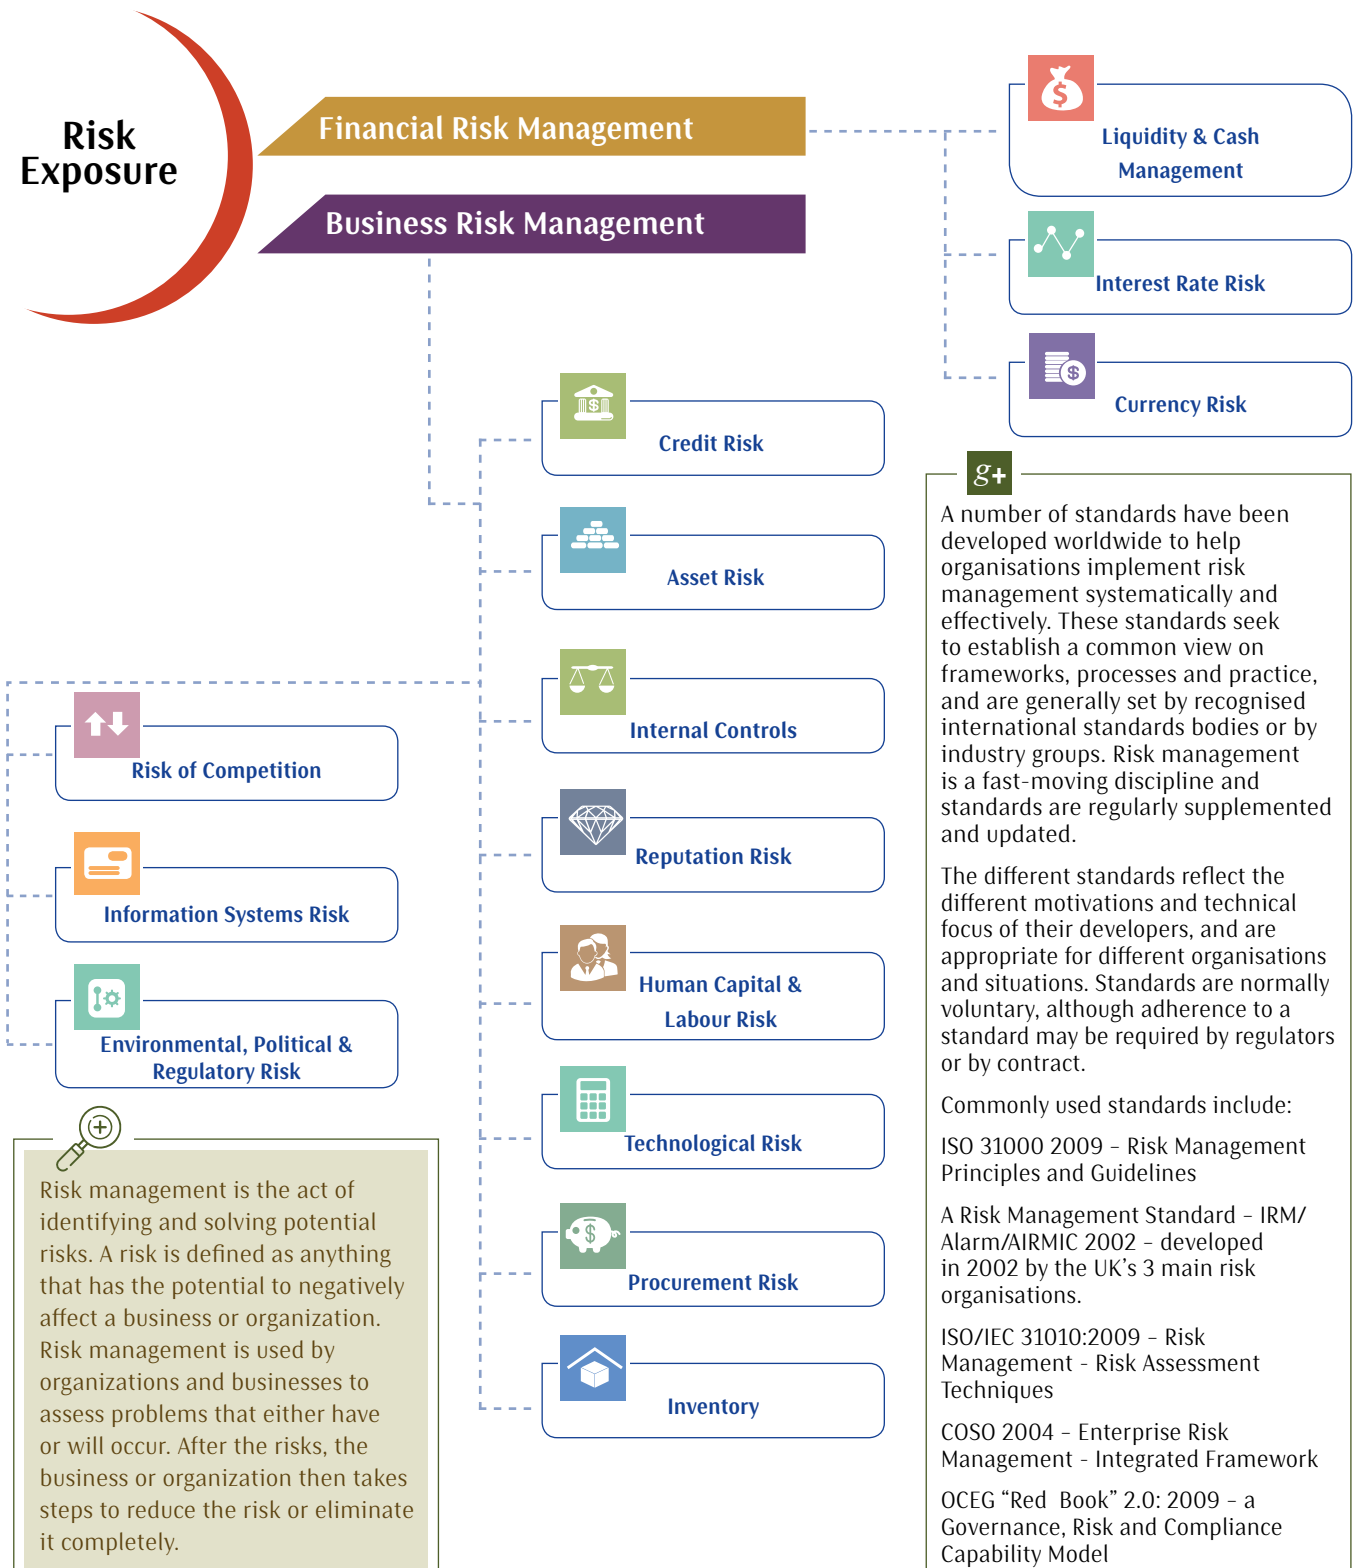 Risk
Exposure
Financial Risk Management
Business Risk Management
$
Liquidity & Cash
Management
Interest Rate Risk
$
Currency Risk
$
Credit Risk
Asset Risk
Internal Controls
Reputation Risk
Human Capital &
Labour Risk
Technological Risk
$
Procurement Risk
Inventory
Risk of Competition
Information Systems Risk
Environmental, Political &
Regulatory Risk
Risk management is the act of
identifying and solving potential
risks. A risk is defined as anything
that has the potential to negatively
affect a business or organization.
Risk management is used by
organizations and businesses to
assess problems that either have
or will occur. After the risks, the
business or organization then takes
steps to reduce the risk or eliminate
it completely.
g+
A number of standards have been
developed worldwide to help
organisations implement risk
management systematically and
effectively. These standards seek
to establish a common view on
frameworks, processes and practice,
and are generally set by recognised
international standards bodies or by
industry groups. Risk management
is a fast-moving discipline and
standards are regularly supplemented
and updated.
The different standards reflect the
different motivations and technical
focus of their developers, and are
appropriate for different organisations
and situations. Standards are normally
voluntary, although adherence to a
standard may be required by regulators
or by contract.
Commonly used standards include:
ISO 31000 2009 – Risk Management
Principles and Guidelines
A Risk Management Standard – IRM/
Alarm/AIRMIC 2002 – developed
in 2002 by the UK's 3 main risk
organisations.
ISO/IEC 31010:2009 – Risk
Management - Risk Assessment
Techniques
COSO 2004 – Enterprise Risk
Management - Integrated Framework
OCEG “Red Book” 2.0: 2009 – a
Governance, Risk and Compliance
Capability Model